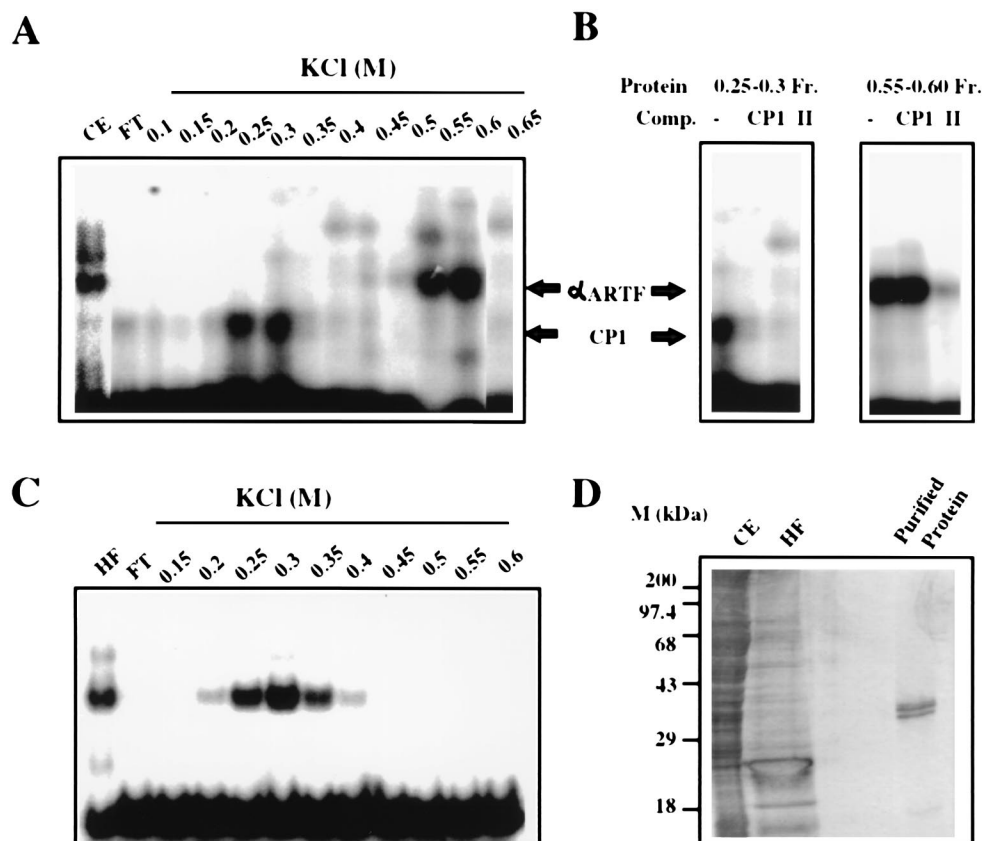 A
KCl (M)
CE FT 0.1 0.15 0.2 0.25 0.3 0.35 0.4 0.45 0.5 0.55 0.6 0.65
B
Protein 0.25-0.3 Fr. 0.55-0.60 Fr.
Comp. - CP1 II - CP1 II
αARTF
CP1
C
KCl (M)
HF FT 0.15 0.2 0.25 0.3 0.35 0.4 0.45 0.5 0.55 0.6
D
M (kDa) CE HF Purified Protein
200
97.4
68
43
29
18